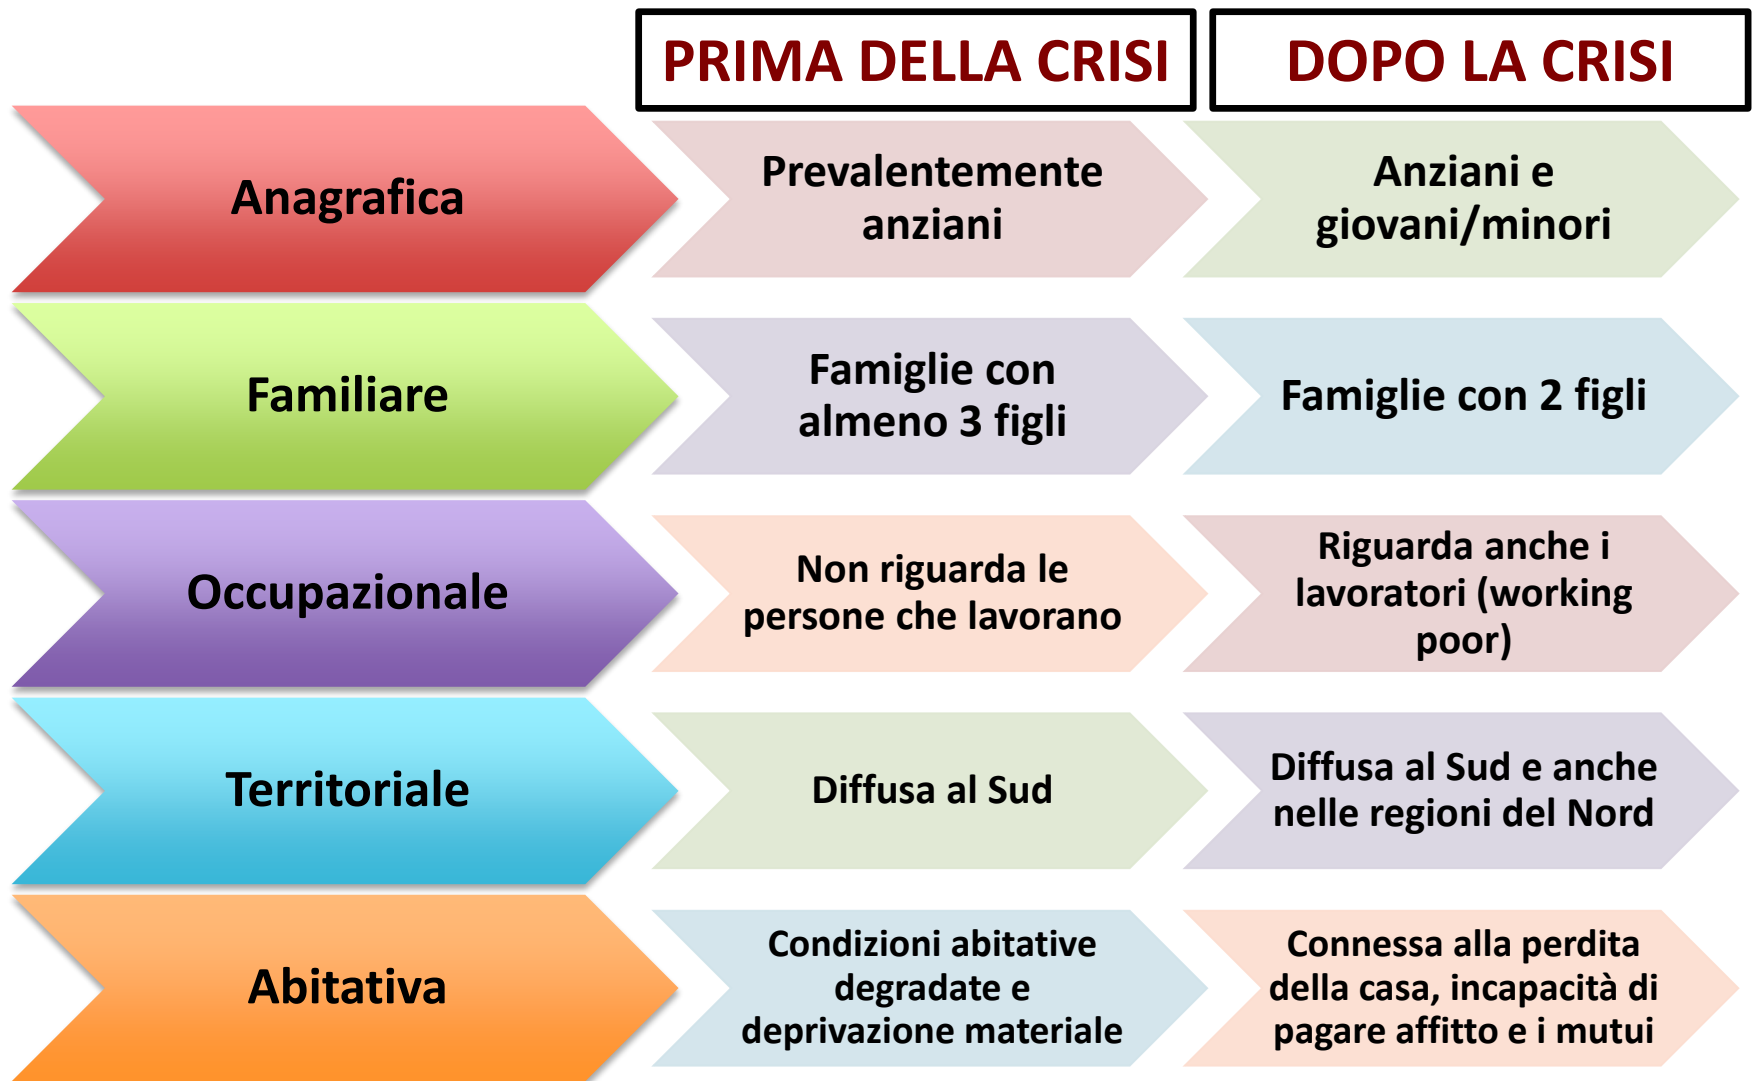 PRIMA DELLA CRISI
DOPO LA CRISI
Anagrafica
Prevalentemente
anziani
Anziani e
giovani/minori
Familiare
Famiglie con
almeno 3 figli
Famiglie con 2 figli
Occupazionale
Non riguarda le
persone che lavorano
Riguarda anche i
lavoratori (working
poor)
Territoriale
Diffusa al Sud
Diffusa al Sud e anche
nelle regioni del Nord
Abitativa
Condizioni abitative
degradate e
deprivazione materiale
Connessa alla perdita
della casa, incapacità di
pagare affitto e i mutui